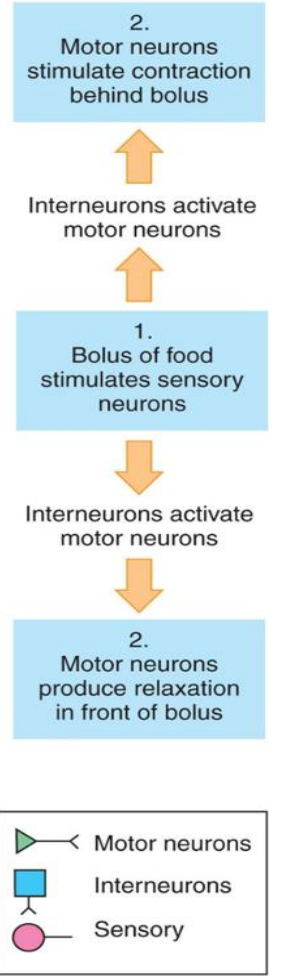 2.
Motor neurons
stimulate contraction
behind bolus
Interneurons activate
motor neurons
1.
Bolus of food
stimulates sensory
neurons
Interneurons activate
motor neurons
2.
Motor neurons
produce relaxation
in front of bolus
Motor neurons
Interneurons
Sensory